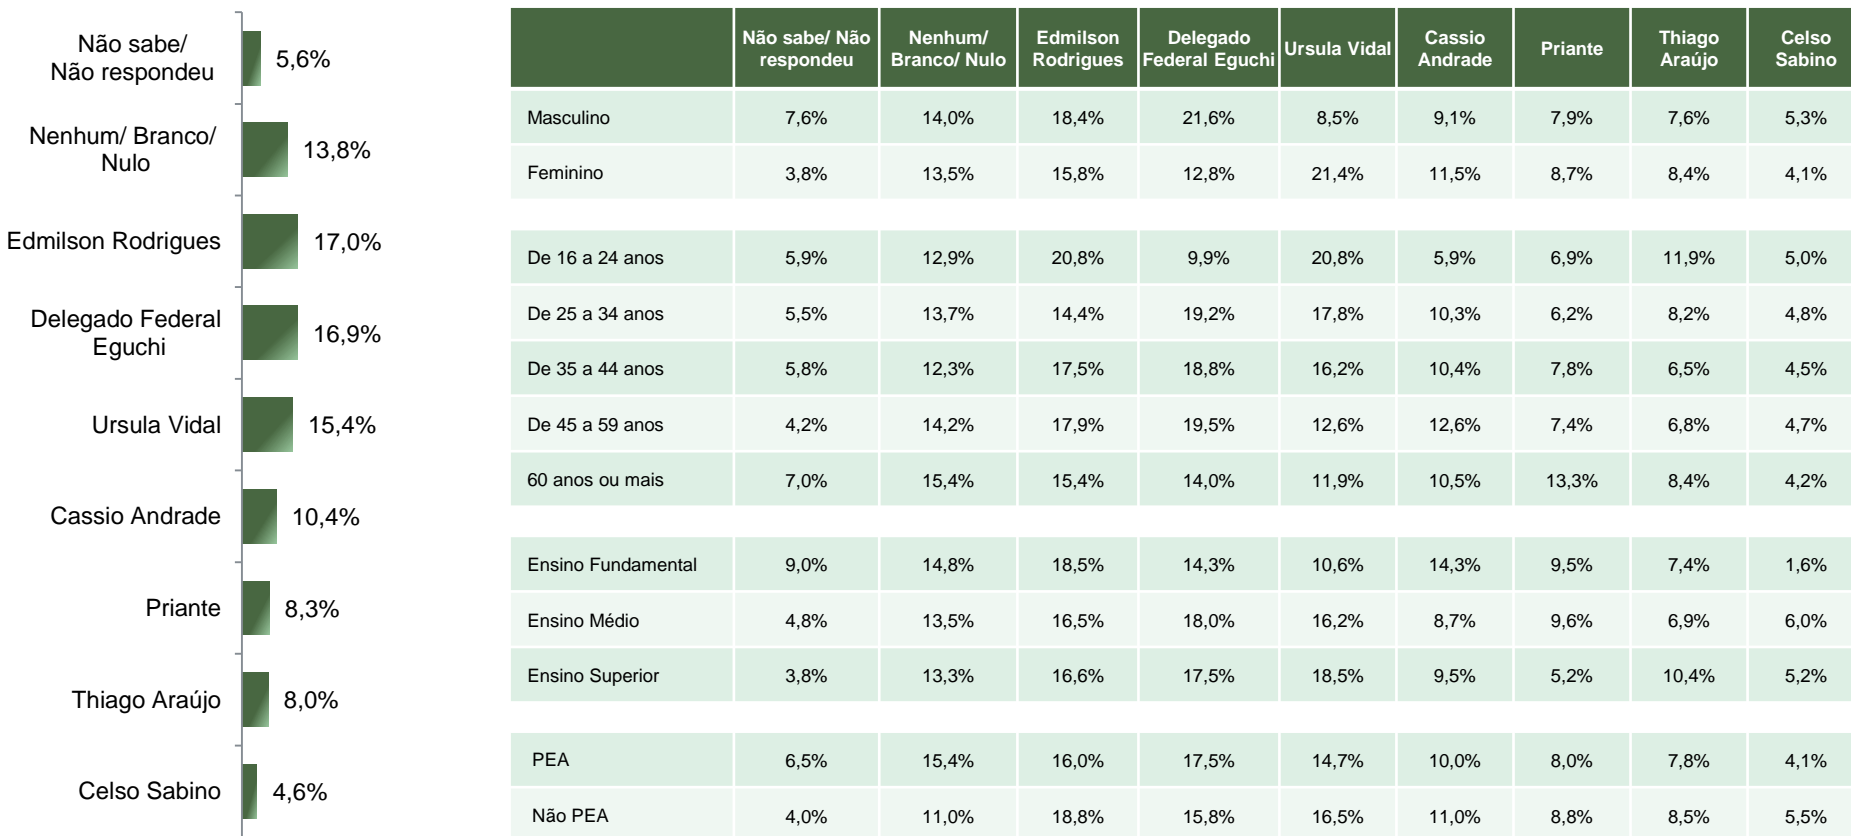 Não sabe/
Não respondeu
5,6%
Nenhum/ Branco/
Nulo
13,8%
Edmilson Rodrigues
17,0%
Delegado Federal
Eguchi
16,9%
Ursula Vidal
15,4%
Cassio Andrade
10,4%
Priante
8,3%
Thiago Araújo
8,0%
Celso Sabino
4,6%
Não sabe/ Não
respondeu
Nenhum/
Branco/ Nulo
Edmilson
Rodrigues
Delegado
Federal Eguchi
Ursula Vidal
Cassio
Andrade
Priante
Thiago
Araújo
Celso
Sabino
Masculino 7,6% 14,0% 18,4% 21,6% 8,5% 9,1% 7,9% 7,6% 5,3%
Feminino 3,8% 13,5% 15,8% 12,8% 21,4% 11,5% 8,7% 8,4% 4,1%
De 16 a 24 anos 5,9% 12,9% 20,8% 9,9% 20,8% 5,9% 6,9% 11,9% 5,0%
De 25 a 34 anos 5,5% 13,7% 14,4% 19,2% 17,8% 10,3% 6,2% 8,2% 4,8%
De 35 a 44 anos 5,8% 12,3% 17,5% 18,8% 16,2% 10,4% 7,8% 6,5% 4,5%
De 45 a 59 anos 4,2% 14,2% 17,9% 19,5% 12,6% 12,6% 7,4% 6,8% 4,7%
60 anos ou mais 7,0% 15,4% 15,4% 14,0% 11,9% 10,5% 13,3% 8,4% 4,2%
Ensino Fundamental 9,0% 14,8% 18,5% 14,3% 10,6% 14,3% 9,5% 7,4% 1,6%
Ensino Médio 4,8% 13,5% 16,5% 18,0% 16,2% 8,7% 9,6% 6,9% 6,0%
Ensino Superior 3,8% 13,3% 16,6% 17,5% 18,5% 9,5% 5,2% 10,4% 5,2%
PEA 6,5% 15,4% 16,0% 17,5% 14,7% 10,0% 8,0% 7,8% 4,1%
Não PEA 4,0% 11,0% 18,8% 15,8% 16,5% 11,0% 8,8% 8,5% 5,5%